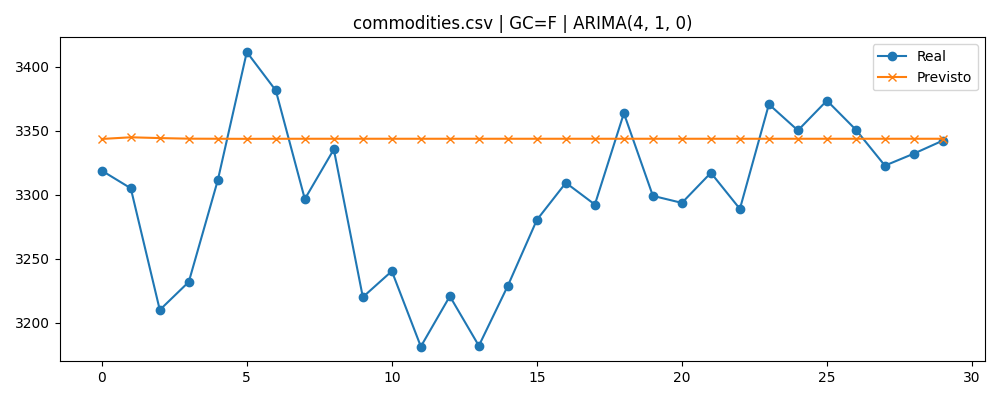 commodities.csv | GC=F | ARIMA(4, 1, 0)
Real
Previsto
3400
3350
3300
3250
3200
0 5 10 15 20 25 30